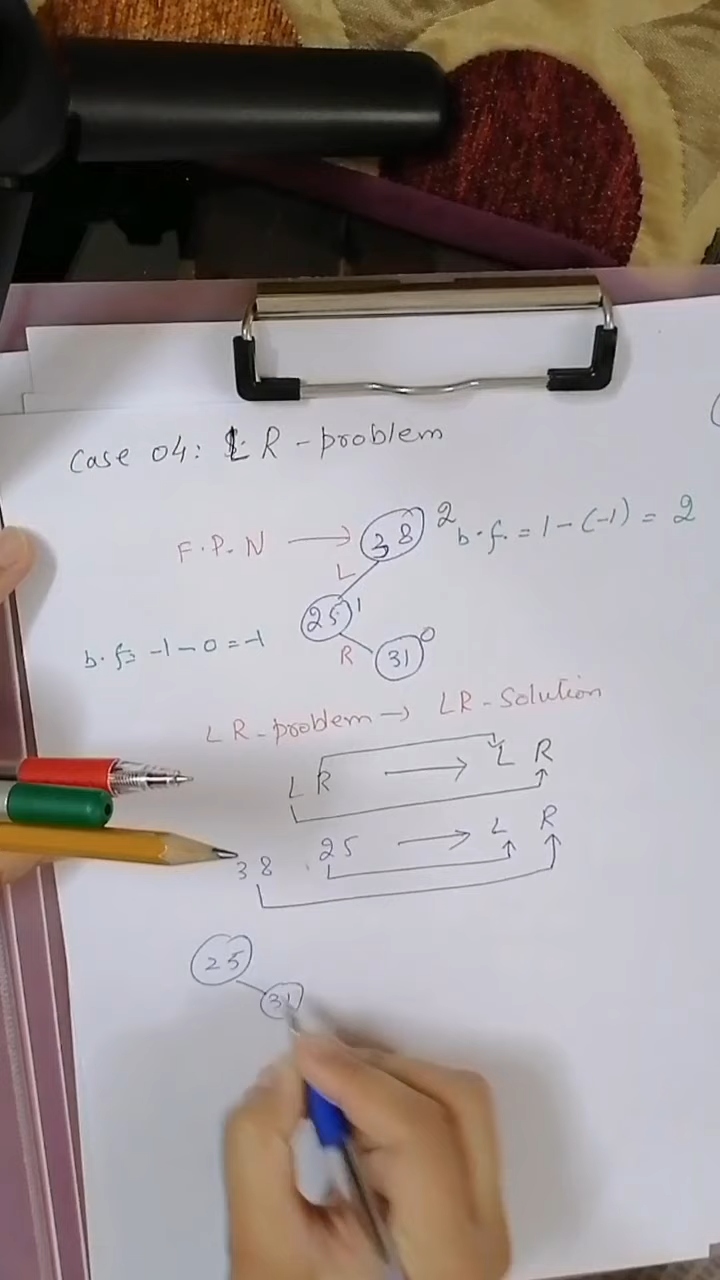 Case 04: LR-problem
F.P.N → 38 2 b.f. = 1-(-1) = 2
L
25 1
b.f= -1-0=-1
R 31 0
LR-problem → LR-Solution
LR → LR
38 25 → L R
25
31